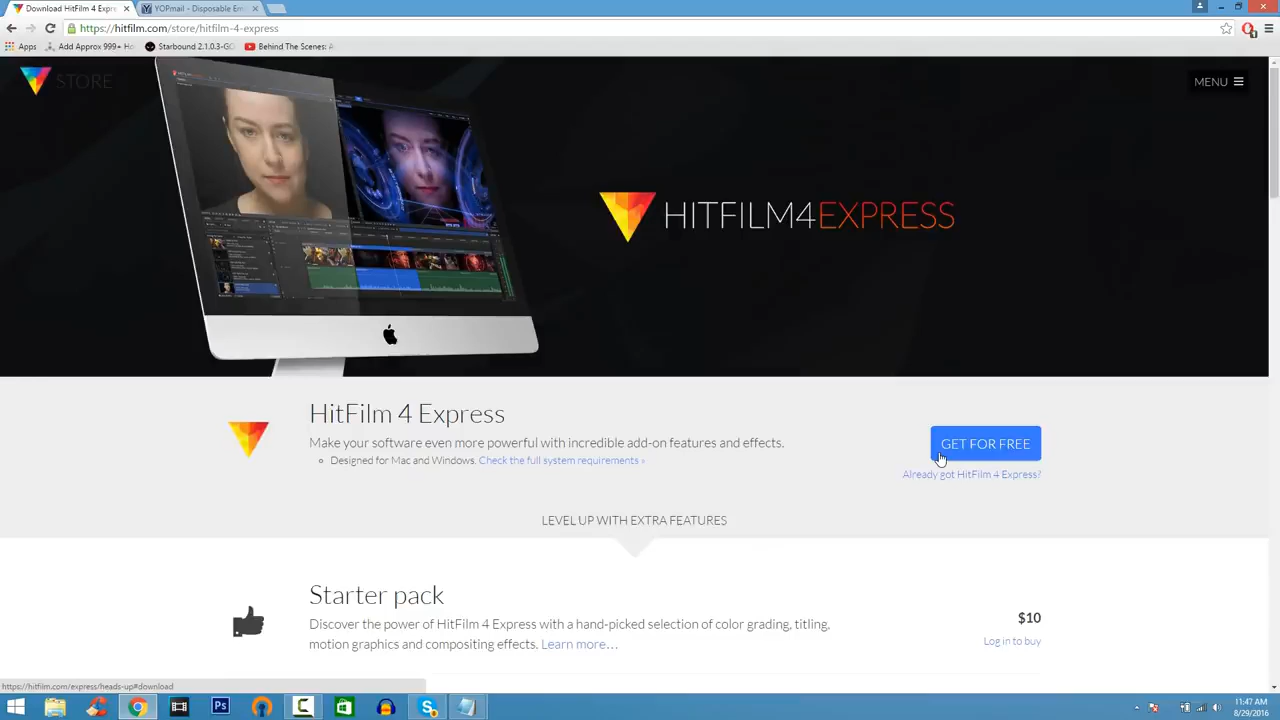 Download HitFilm 4 Expre
YOPmail - Disposable Em
https://hitfilm.com/store/hitfilm-4-express
Apps
Add Approx 999+ Ho
Starbound 2.1.0.3-GO
Behind The Scenes: A
STORE
MENU
HITFILM4EXPRESS
HitFilm 4 Express
Make your software even more powerful with incredible add-on features and effects.
Designed for Mac and Windows. Check the full system requirements »
GET FOR FREE
Already got HitFilm 4 Express?
LEVEL UP WITH EXTRA FEATURES
Starter pack
Discover the power of HitFilm 4 Express with a hand-picked selection of color grading, titling,
motion graphics and compositing effects. Learn more...
$10
Log in to buy
https://hitfilm.com/express/heads-up#download
Ps
11:47 AM
8/29/2016